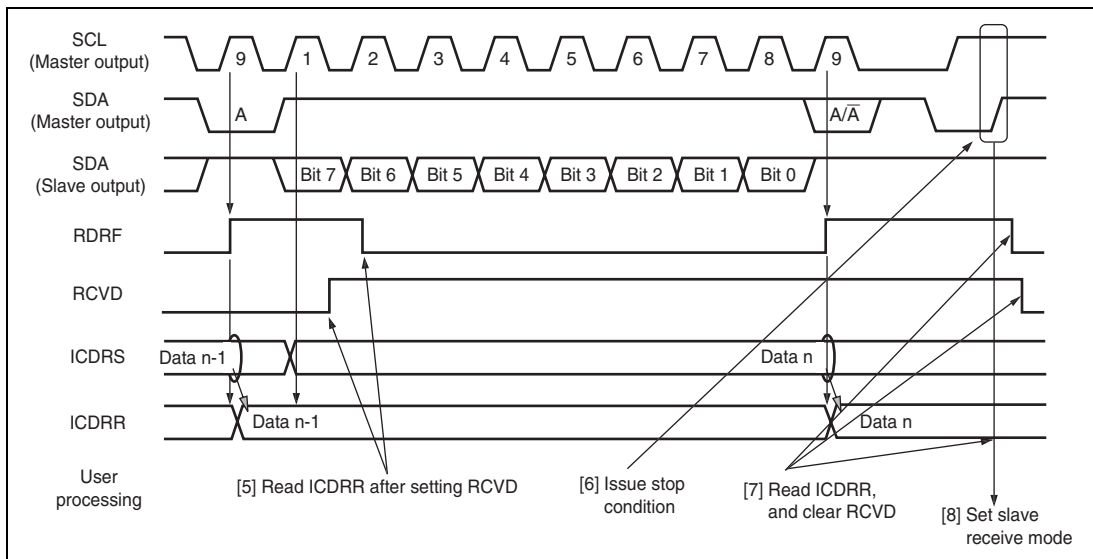 SCL
(Master output)
9 1 2 3 4 5 6 7 8 9
SDA
(Master output)
A
A/A̅
SDA
(Slave output)
Bit 7 Bit 6 Bit 5 Bit 4 Bit 3 Bit 2 Bit 1 Bit 0
RDRF
RCVD
ICDRS
Data n-1
Data n
ICDRR
Data n-1
Data n
User
processing
[5] Read ICDRR after setting RCVD
[6] Issue stop
condition
[7] Read ICDRR,
and clear RCVD
[8] Set slave
receive mode